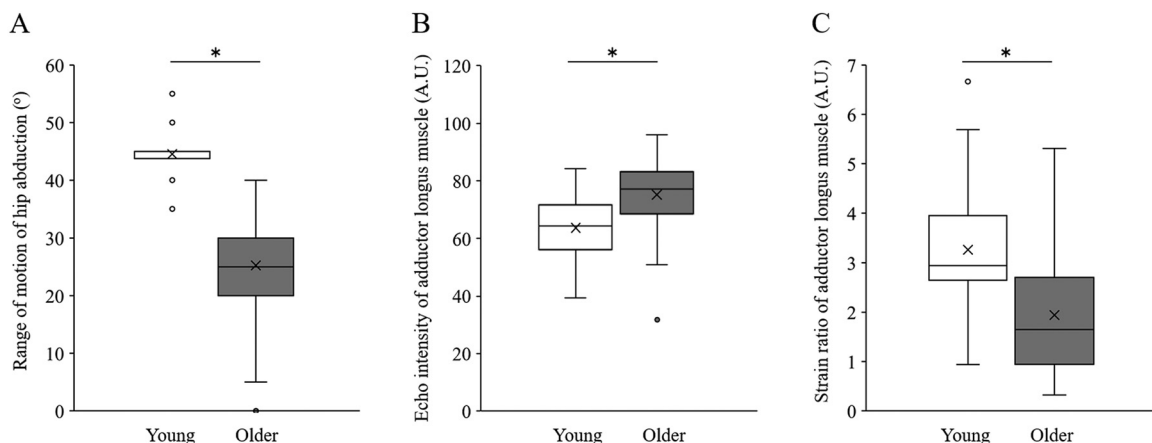 A
*
Range of motion of hip abduction (º)
60
50
40
30
20
10
0
Young
Older
B
*
Echo intensity of adductor longus muscle (A.U.)
120
100
80
60
40
20
0
Young
Older
C
*
Strain ratio of adductor longus muscle (A.U.)
7
6
5
4
3
2
1
0
Young
Older